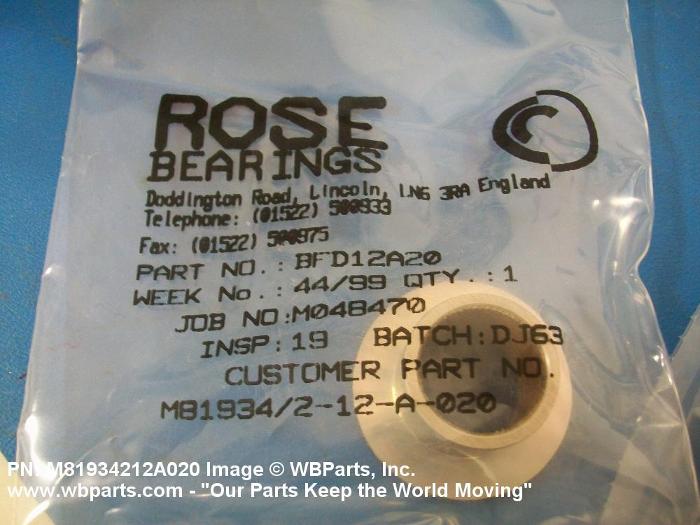 ROSE
BEARINGS
Doddington Road, Lincoln, LN6 3RA England
Telephone: (01522) 500933
Fax: (01522) 500975
PART NO.: BFD12A20
WEEK No.: 44/99 QTY.: 1
JOB NO:M048470
INSP:19 BATCH:DJ63
CUSTOMER PART NO.
M81934/2-12-A-020
PN: M81934212A020 Image © WBParts, Inc.
www.wbparts.com - "Our Parts Keep the World Moving"